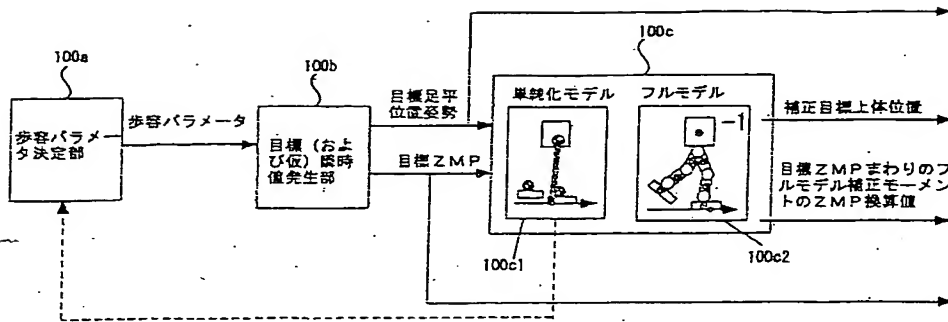 100a
100b
100c
歩容パラメー
タ決定部
歩容パラメータ
目標(およ
び仮)瞬時
値発生部
目標足平
位置姿勢
目標ZMP
単純化モデル
フルモデル
-1
100c1
100c2
補正目標上体位置
目標ZMPまわりのフ
ルモデル補正モーメン
トのZMP換算値